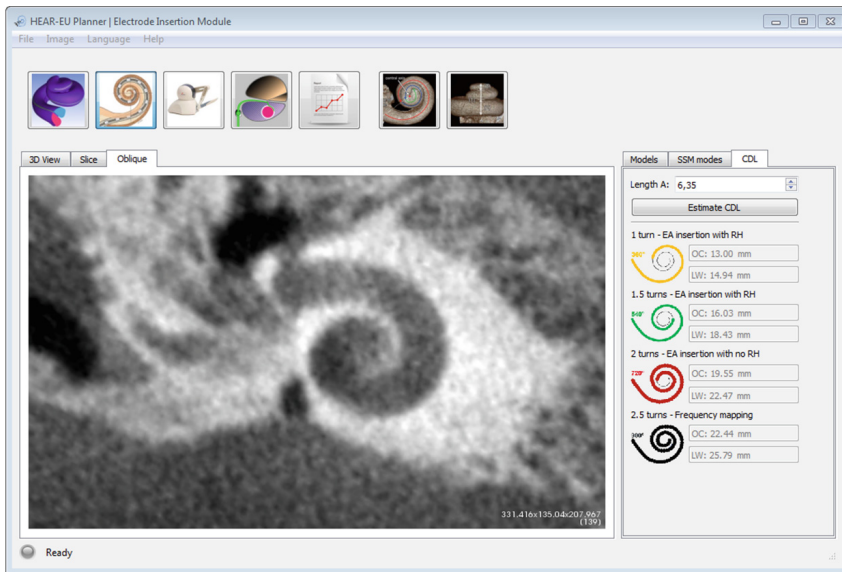 HEAR-EU Planner | Electrode Insertion Module
File Image Language Help
3D View Slice Oblique
Models SSM modes CDL
Length A: 6,35
Estimate CDL
1 turn - EA insertion with RH
360°
OC: 13.00 mm
LW: 14.94 mm
1.5 turns - EA insertion with RH
540°
OC: 16.03 mm
LW: 18.43 mm
2 turns - EA insertion with no RH
720°
OC: 19.55 mm
LW: 22.47 mm
2.5 turns - Frequency mapping
900°
OC: 22.44 mm
LW: 25.79 mm
331.416x135.04x207.967
(139)
Ready